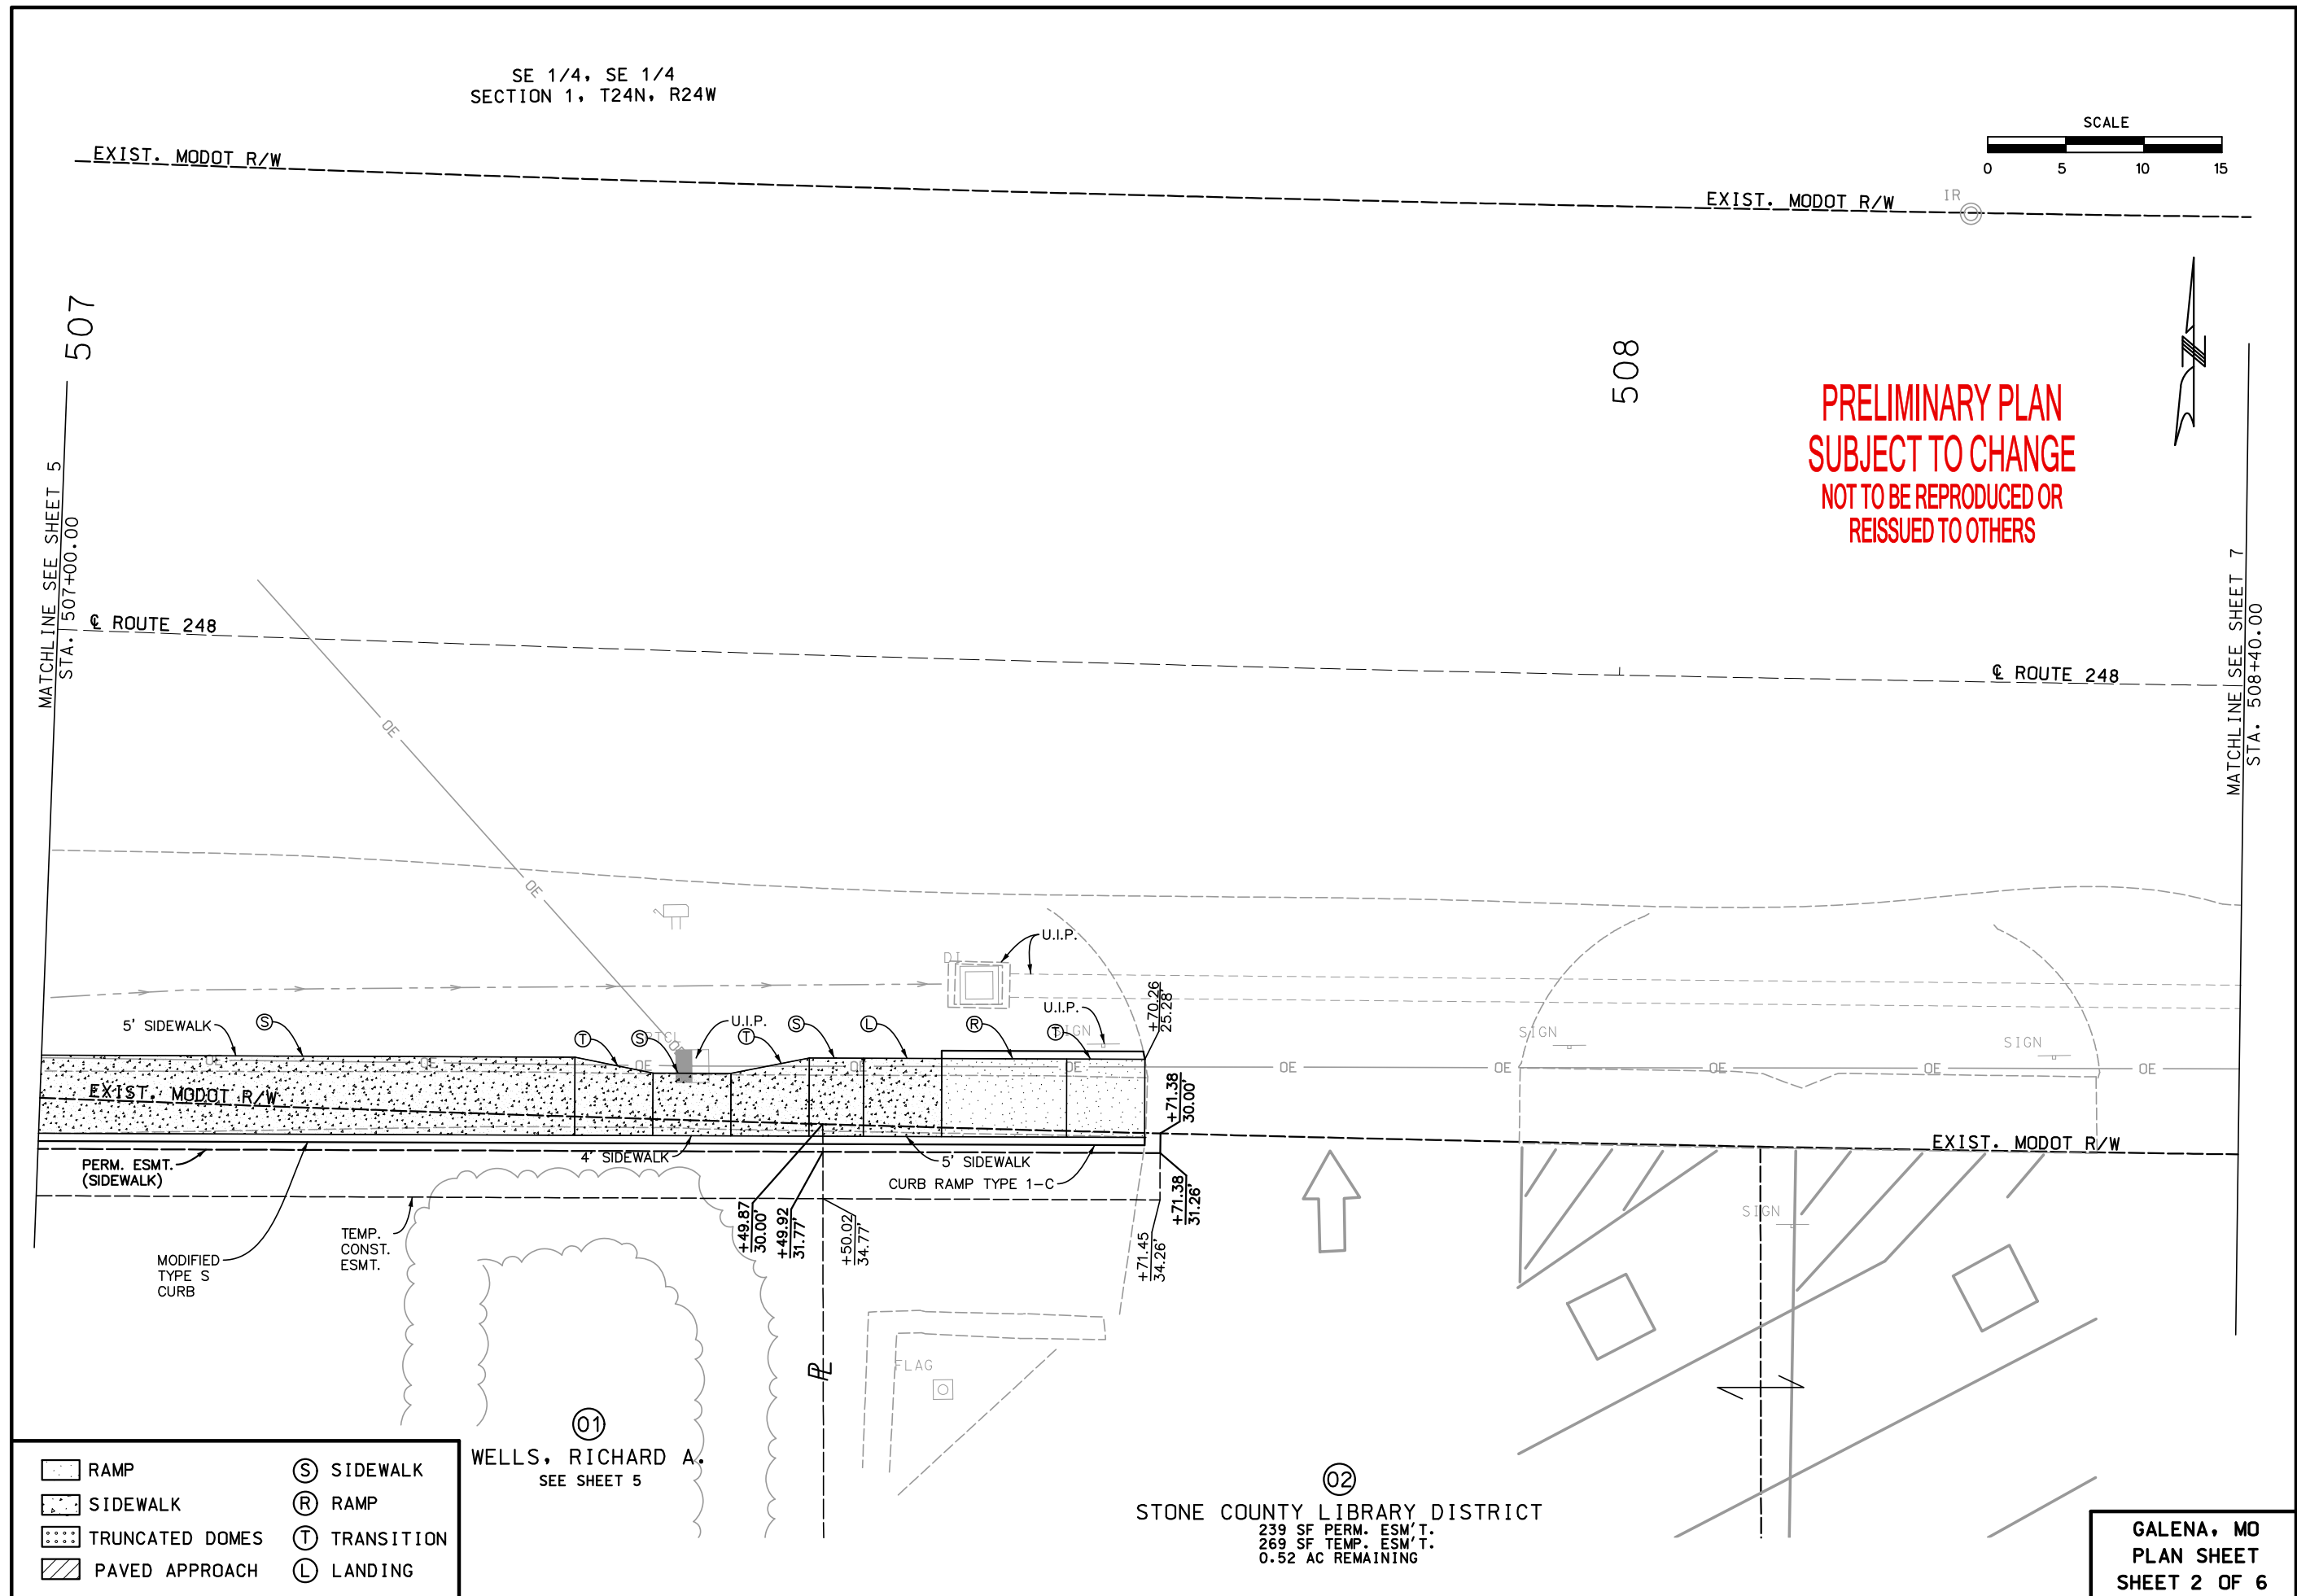 SE 1/4, SE 1/4
SECTION 1, T24N, R24W
SCALE
0 5 10 15
EXIST. MODOT R/W
EXIST. MODOT R/W
IR
507
508
PRELIMINARY PLAN
SUBJECT TO CHANGE
NOT TO BE REPRODUCED OR
REISSUED TO OTHERS
N
MATCHLINE SEE SHEET 5
STA. 507+00.00
MATCHLINE SEE SHEET 7
STA. 508+40.00
℄ ROUTE 248
℄ ROUTE 248
OE
OE
DI
U.I.P.
+70.26
25.28'
5' SIDEWALK
S
T
S
U.I.P.
T
S
L
R
U.I.P.
T
SIGN
SIGN
SIGN
OE
OE
OE
OE
OE
OE
OE
OE
OE
OE
EXIST. MODOT R/W
+71.38
30.00'
EXIST. MODOT R/W
PERM. ESMT.
(SIDEWALK)
4' SIDEWALK
5' SIDEWALK
CURB RAMP TYPE 1-C
+49.87
30.00'
+49.92
31.77'
+50.02
34.77'
+71.45
34.26'
+71.38
31.26'
SIGN
TEMP.
CONST.
ESMT.
MODIFIED
TYPE S
CURB
PL
FLAG
01
WELLS, RICHARD A.
SEE SHEET 5
02
STONE COUNTY LIBRARY DISTRICT
239 SF PERM. ESM'T.
269 SF TEMP. ESM'T.
0.52 AC REMAINING
RAMP
S SIDEWALK
SIDEWALK
R RAMP
TRUNCATED DOMES
T TRANSITION
PAVED APPROACH
L LANDING
GALENA, MO
PLAN SHEET
SHEET 2 OF 6